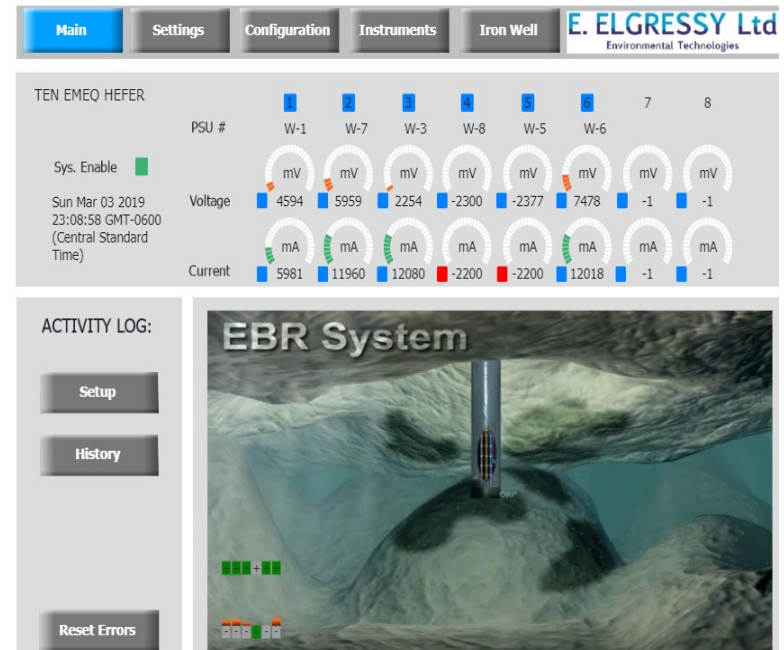 Main Settings Configuration Instruments Iron Well E. ELGRESSY Ltd
Environmental Technologies
TEN EMEQ HEFER
1 2 3 4 5 6 7 8
PSU # W-1 W-7 W-3 W-8 W-5 W-6
Sys. Enable
mV mV mV mV mV mV mV mV
Sun Mar 03 2019
23:08:58 GMT-0600
(Central Standard
Time)
Voltage 4594 5959 2254 -2300 -2377 7478 -1 -1
mA mA mA mA mA mA mA mA
Current 5981 11960 12080 -2200 -2200 12018 -1 -1
ACTIVITY LOG:
EBR System
Setup
History
ORP
Reset Errors